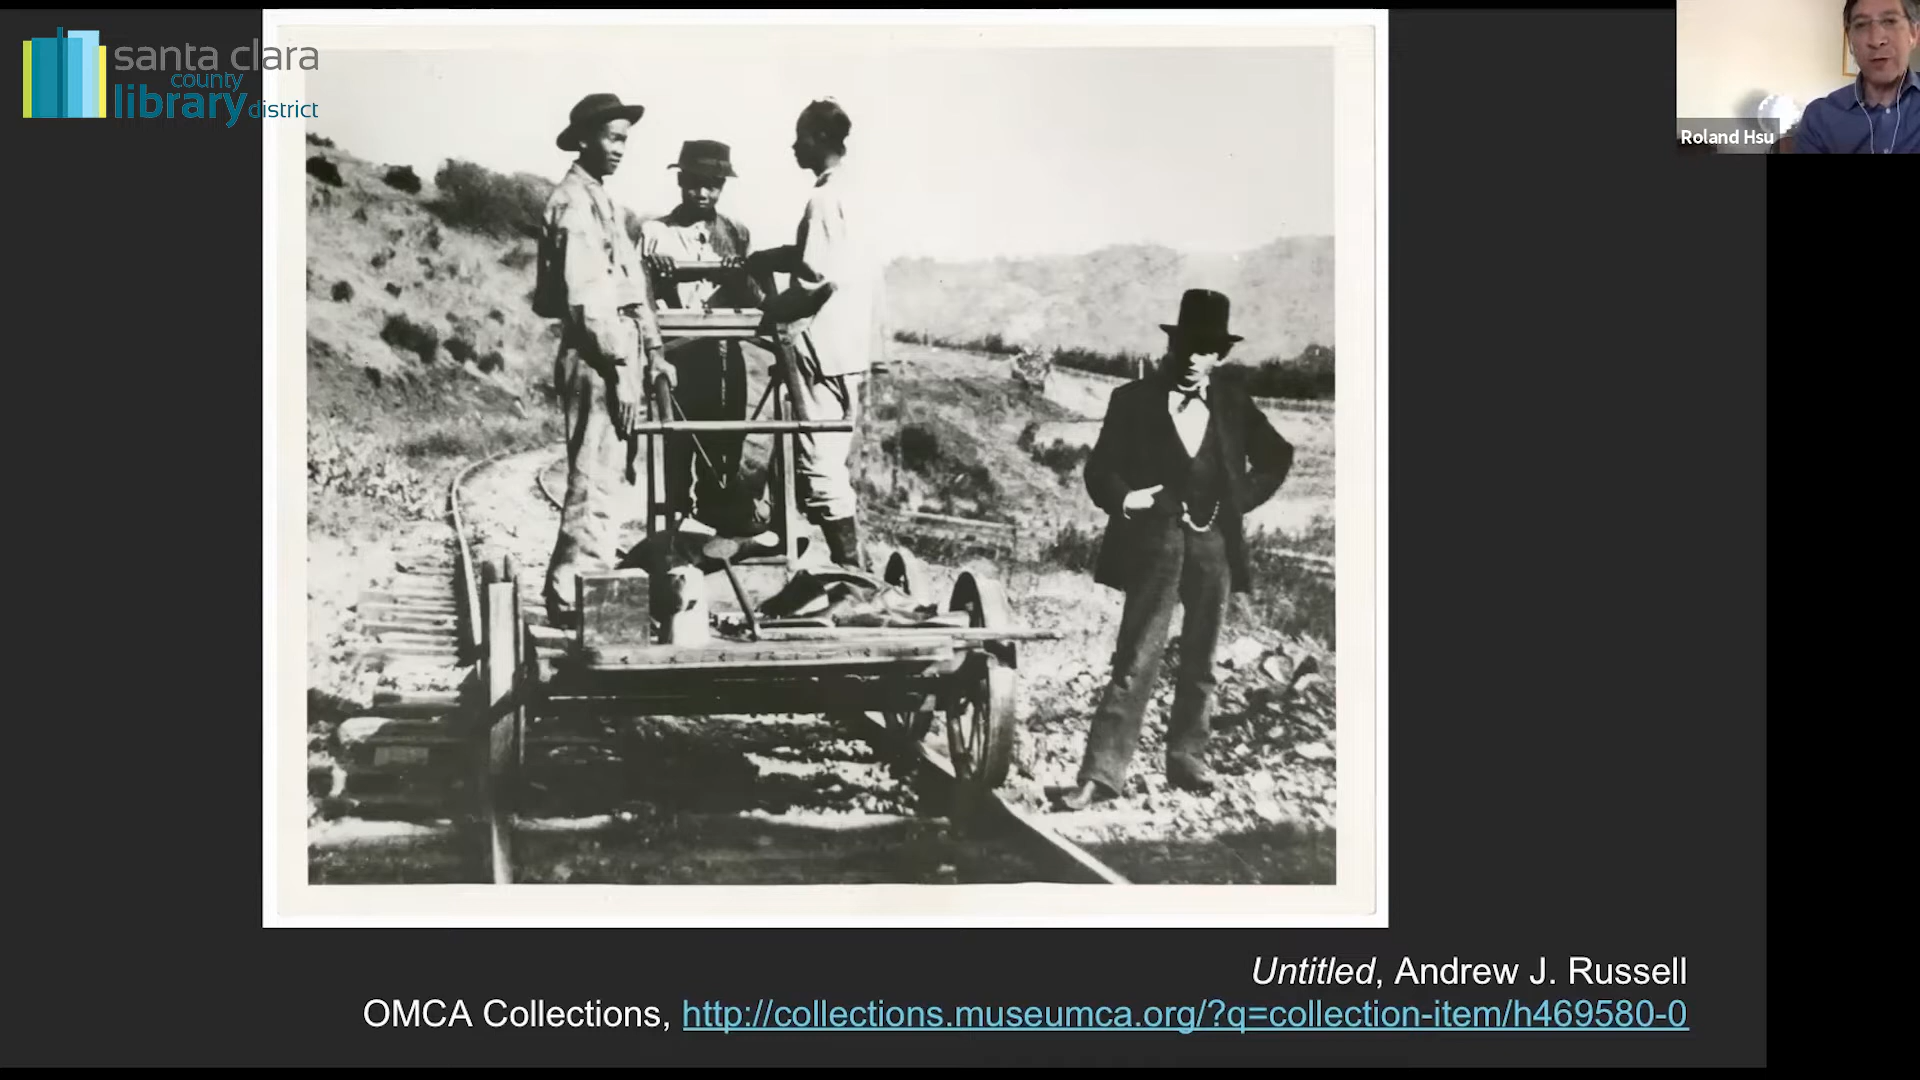 santa clara
county
library district
Roland Hsu
Untitled, Andrew J. Russell
OMCA Collections, http://collections.museumca.org/?q=collection-item/h469580-0